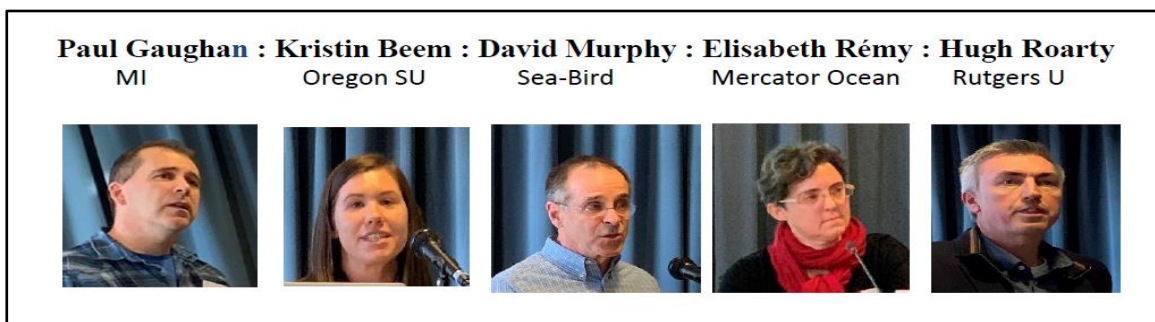 Paul Gaughan : Kristin Beem : David Murphy : Elisabeth Rémy : Hugh Roarty
MI Oregon SU Sea-Bird Mercator Ocean Rutgers U